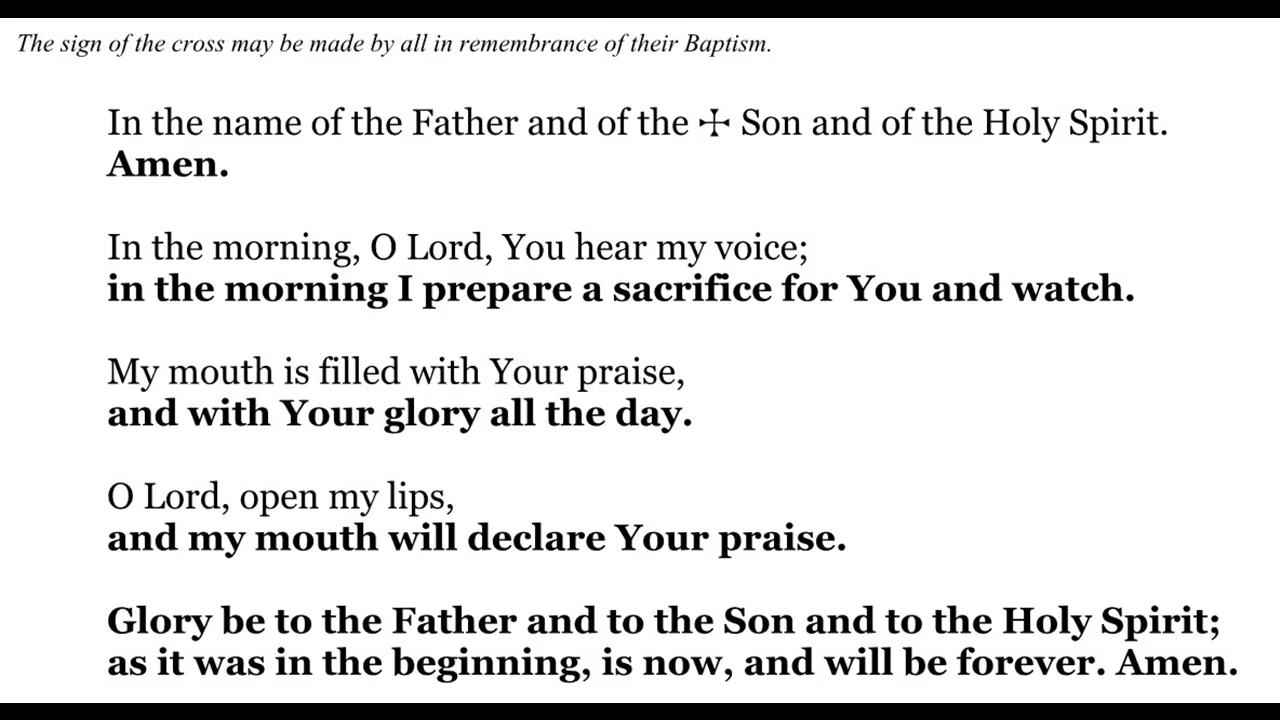 The sign of the cross may be made by all in remembrance of their Baptism.
In the name of the Father and of the ☩ Son and of the Holy Spirit.
Amen.
In the morning, O Lord, You hear my voice;
in the morning I prepare a sacrifice for You and watch.
My mouth is filled with Your praise,
and with Your glory all the day.
O Lord, open my lips,
and my mouth will declare Your praise.
Glory be to the Father and to the Son and to the Holy Spirit;
as it was in the beginning, is now, and will be forever. Amen.